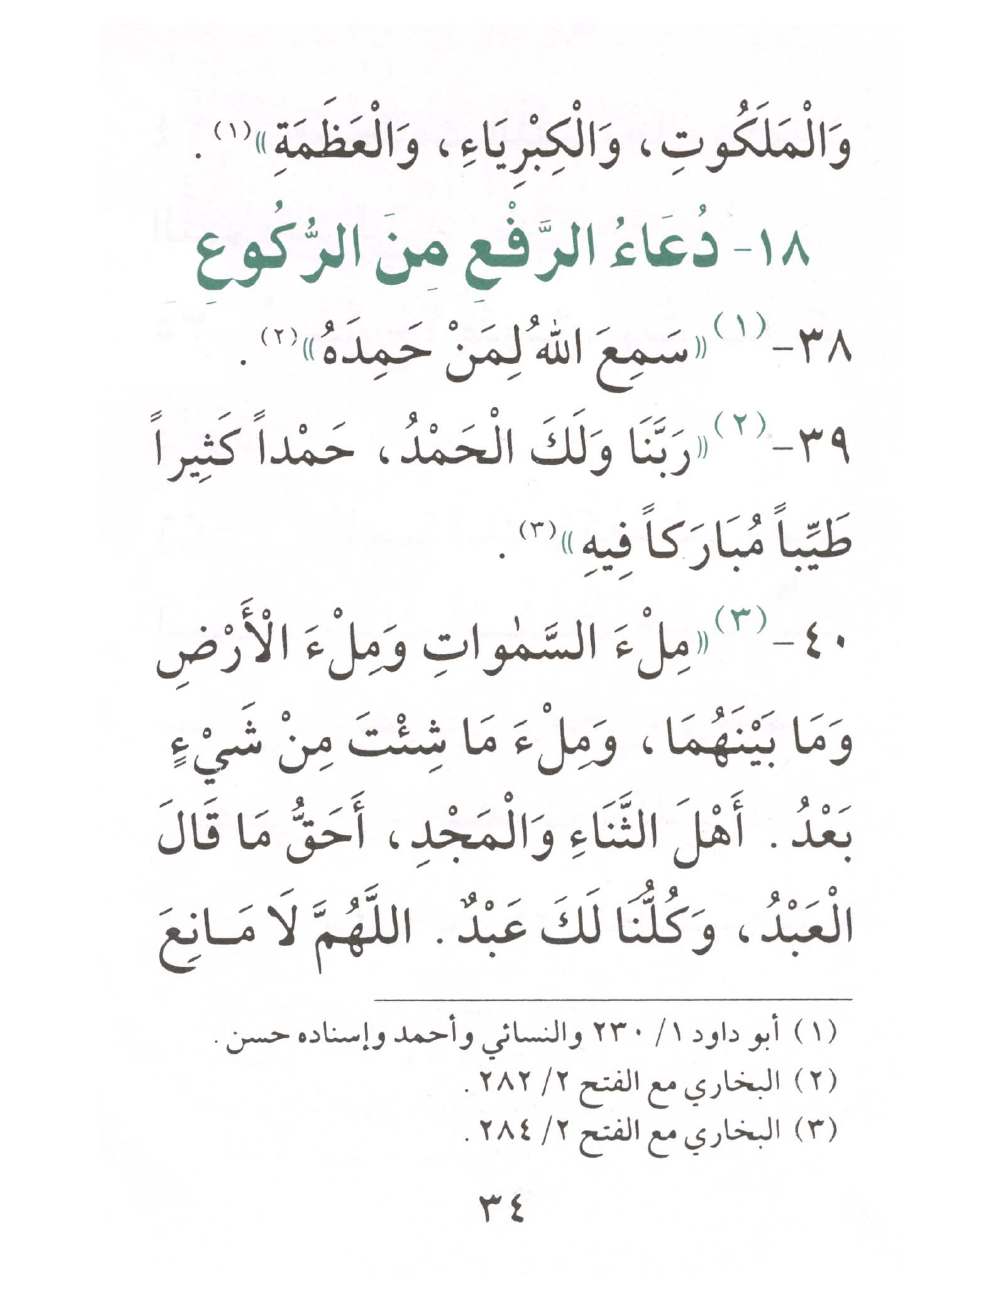 وَالْمَلَكُوتِ، وَالْكِبْرِيَاءِ، وَالْعَظَمَةِ»(١).
١٨- دُعَاءُ الرَّفْعِ مِنَ الرُّكُوعِ
٣٨-(١)«سَمِعَ اللهُ لِمَنْ حَمِدَهُ»(٢).
٣٩-(٢)«رَبَّنَا وَلَكَ الْحَمْدُ، حَمْداً كَثِيراً
طَيِّباً مُبَارَكاً فِيهِ»(٣).
٤٠-(٣)«مِلْءَ السَّمٰواتِ وَمِلْءَ الْأَرْضِ
وَمَا بَيْنَهُمَا، وَمِلْءَ مَا شِئْتَ مِنْ شَيْءٍ
بَعْدُ. أَهْلَ الثَّنَاءِ وَالْمَجْدِ، أَحَقُّ مَا قَالَ
الْعَبْدُ، وَكُلُّنَا لَكَ عَبْدٌ. اللَّهُمَّ لَا مَـانِعَ
(١) أبو داود ١/ ٢٣٠ والنسائي وأحمد وإسناده حسن.
(٢) البخاري مع الفتح ٢/ ٢٨٢.
(٣) البخاري مع الفتح ٢/ ٢٨٤.
٣٤